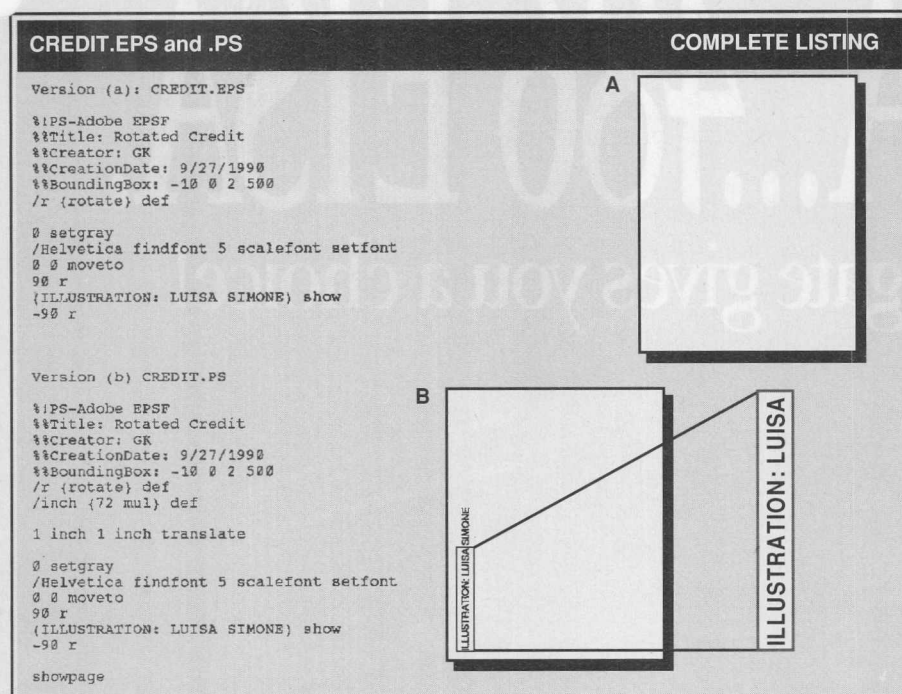 CREDIT.EPS and .PS COMPLETE LISTING
Version (a): CREDIT.EPS
%!PS-Adobe EPSF
%%Title: Rotated Credit
%%Creator: GK
%%CreationDate: 9/27/1990
%%BoundingBox: -10 0 2 500
/r {rotate} def
0 setgray
/Helvetica findfont 5 scalefont setfont
0 0 moveto
90 r
(ILLUSTRATION: LUISA SIMONE) show
-90 r
A
Version (b) CREDIT.PS
%!PS-Adobe EPSF
%%Title: Rotated Credit
%%Creator: GK
%%CreationDate: 9/27/1990
%%BoundingBox: -10 0 2 500
/r {rotate} def
/inch {72 mul} def
1 inch 1 inch translate
0 setgray
/Helvetica findfont 5 scalefont setfont
0 0 moveto
90 r
(ILLUSTRATION: LUISA SIMONE) show
-90 r
showpage
B
ILLUSTRATION: LUISA SIMONE
ILLUSTRATION: LUISA
gate gives you a choice!